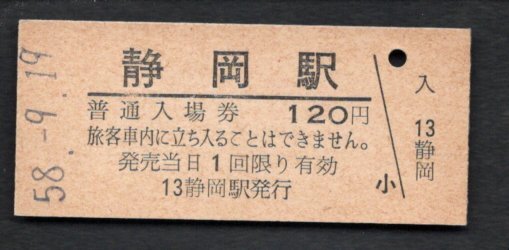 58.-9.19
静岡駅
普通入場券 120円
旅客車内に立ち入ることはできません。
発売当日1回限り有効
13静岡駅発行
小
入
13
静岡